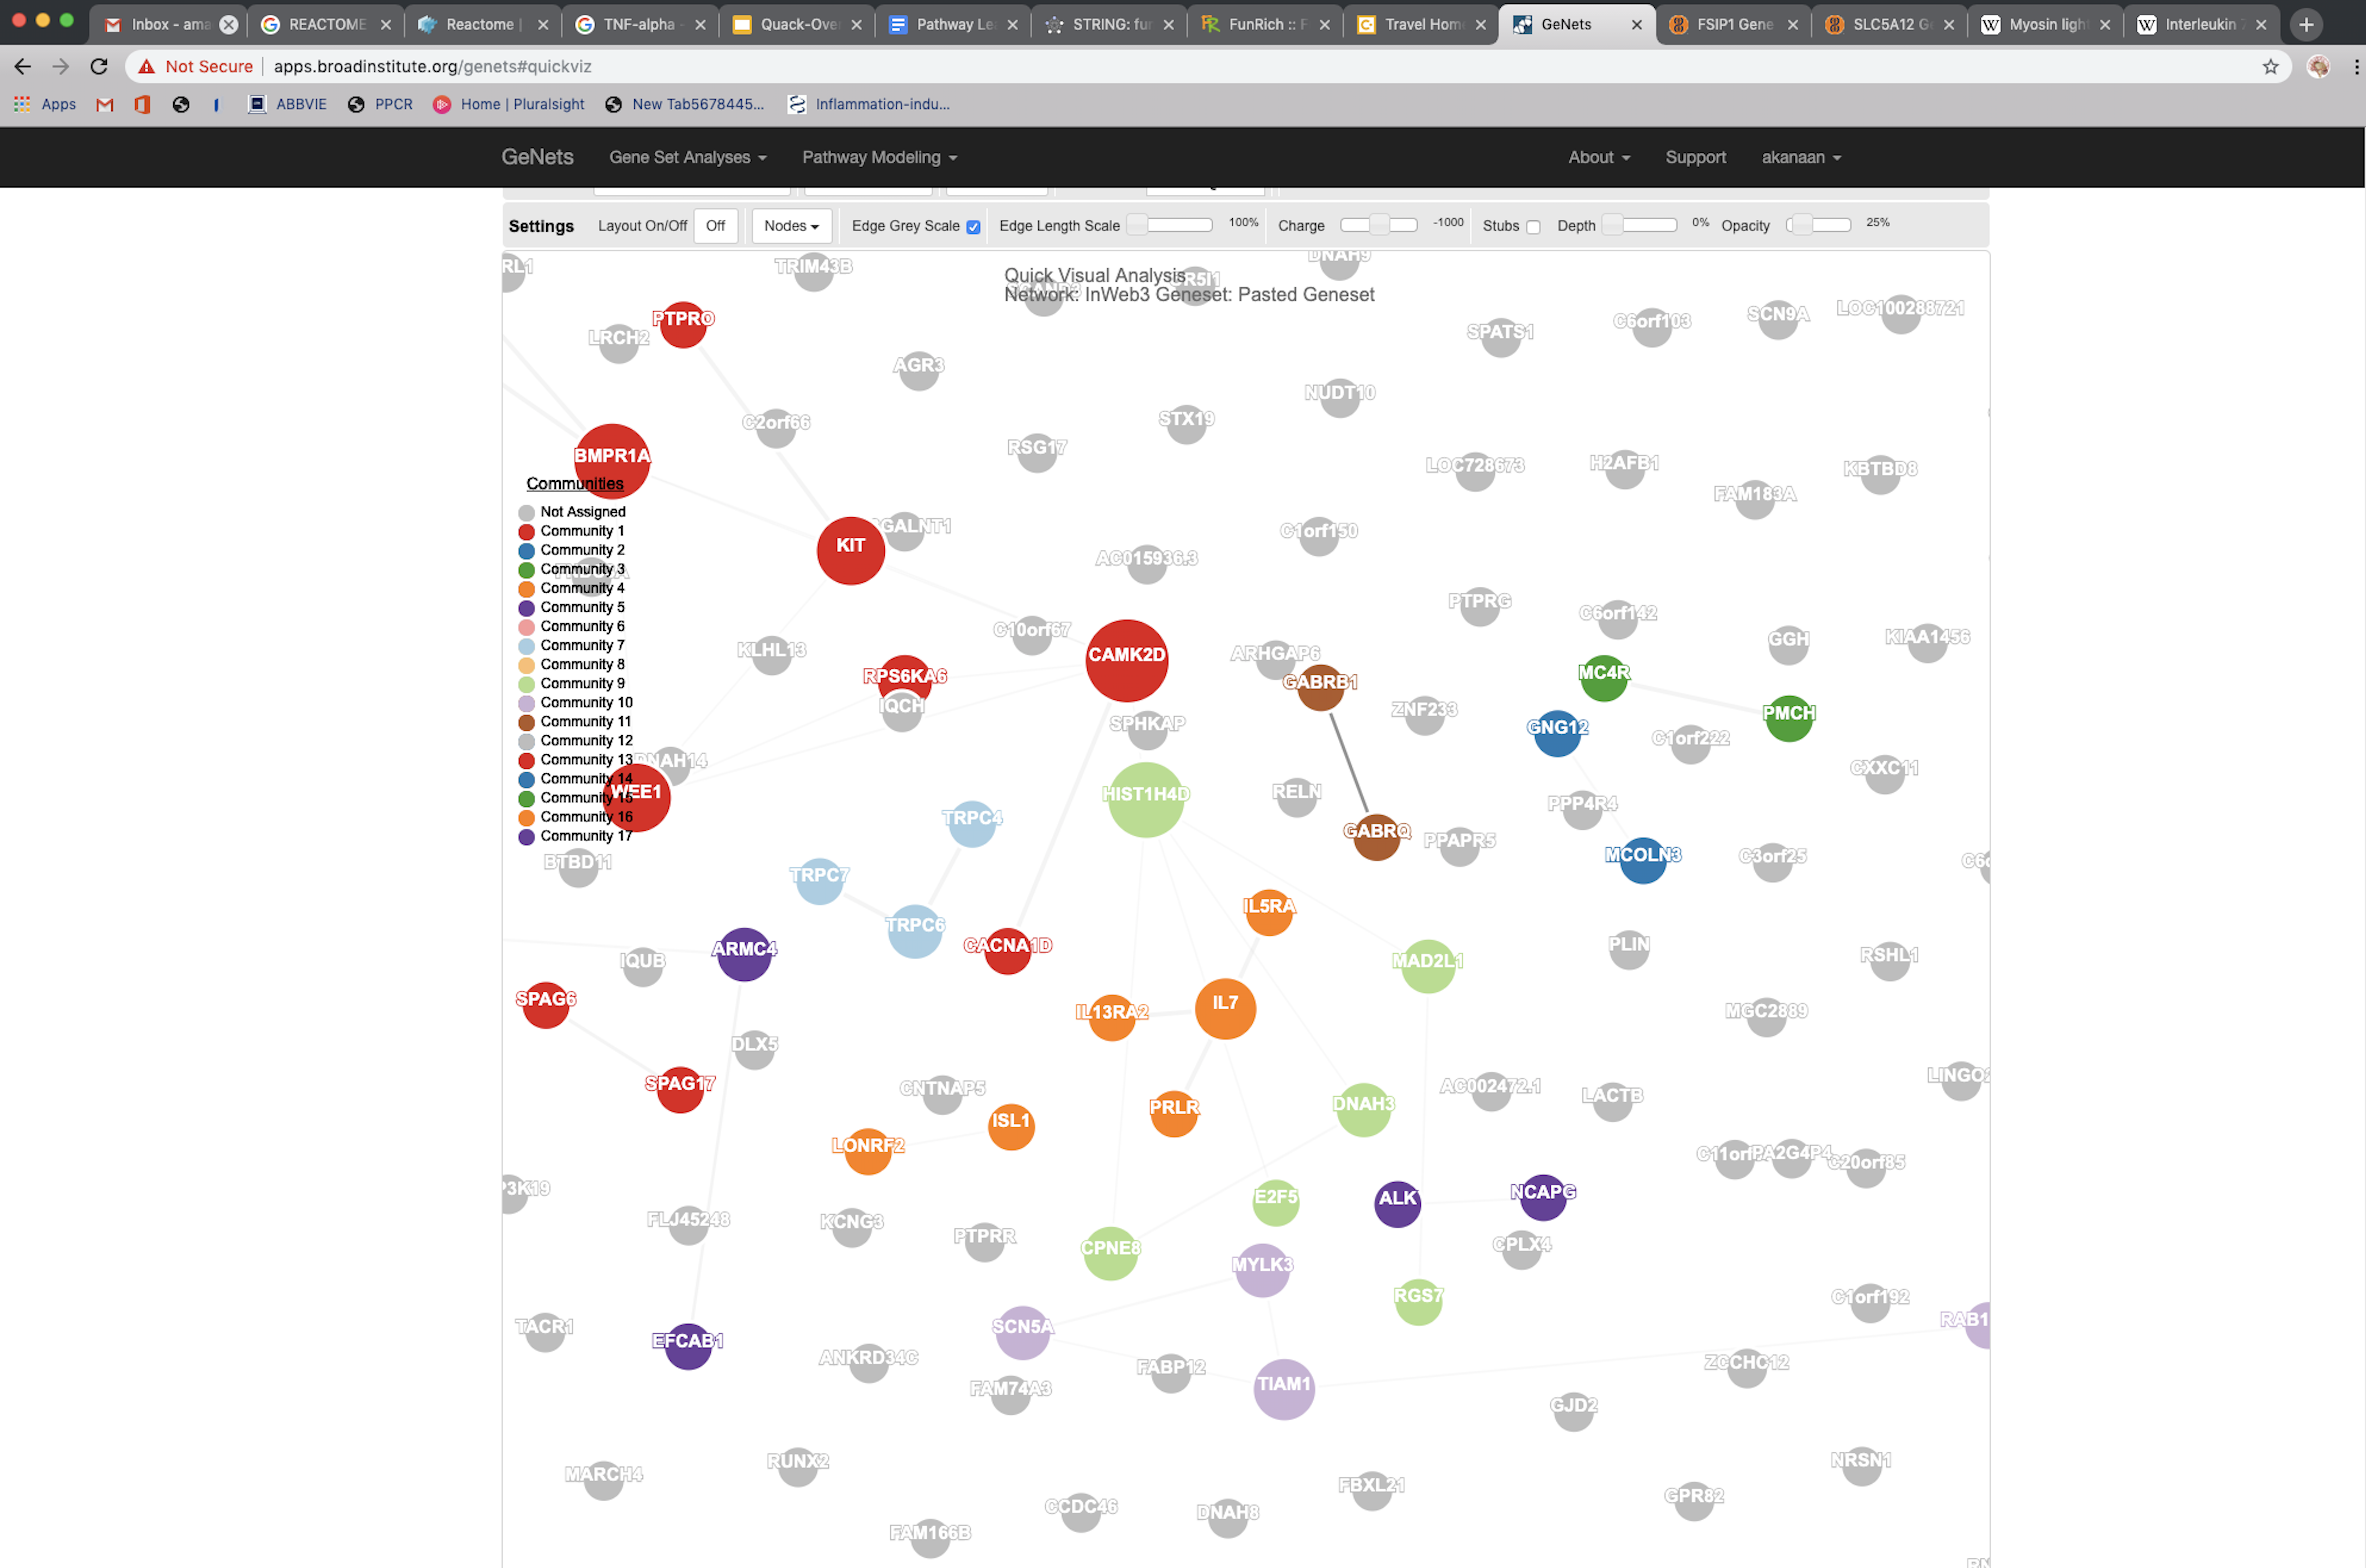 Inbox - ama
REACTOME
Reactome |
TNF-alpha -
Quack-Over
Pathway Le
STRING: fun
FunRich :: F
Travel Home
GeNets
FSIP1 Gene
SLC5A12 G
Myosin light
Interleukin 7
Not Secure | apps.broadinstitute.org/genets#quickviz
Apps
ABBVIE
PPCR
Home | Pluralsight
New Tab5678445...
Inflammation-indu...
GeNets Gene Set Analyses Pathway Modeling About Support akanaan
Settings Layout On/Off Off Nodes Edge Grey Scale Edge Length Scale 100% Charge -1000 Stubs Depth 0% Opacity 25%
Quick Visual Analysis
Network: InWeb3 Geneset: Pasted Geneset
RL1
TRIM43B
DNAH9
R5I1
PTPRO
LRCH2
AGR3
SPATS1
C6orf103
SCN9A
LOC100288721
NUDT10
C2orf66
STX19
RSG17
BMPR1A
LOC728673
H2AFB1
KBTBD8
FAM183A
Communities
Not Assigned
Community 1
Community 2
Community 3
Community 4
Community 5
Community 6
Community 7
Community 8
Community 9
Community 10
Community 11
Community 12
Community 13
Community 14
Community 15
Community 16
Community 17
KIT
GALNT1
C1orf150
AC015936.3
PTPRG
C6orf142
GGH
KIAA1456
C10orf67
KLHL13
CAMK2D
ARHGAP6
RPS6KA6
GABRB1
MC4R
IQCH
ZNF233
PMCH
SPHKAP
GNG12
C1orf222
DNAH14
WEE1
HIST1H4D
RELN
CXXC11
PPP4R4
TRPC4
GABRQ
PPAPR5
BTBD11
MCOLN3
C3orf25
C6o
TRPC7
TRPC6
IL5RA
ARMC4
CACNA1D
PLIN
IQUB
MAD2L1
RSHL1
SPAG6
IL13RA2
IL7
MGC2889
DLX5
SPAG17
CNTNAP5
AC002472.1
LACTB
LINGO2
ISL1
PRLR
DNAH3
LONRF2
C11orf
PA2G4P4
C20orf85
P3K19
E2F5
ALK
NCAPG
FLJ45248
KCNG3
PTPRR
CPNE8
CPLX4
MYLK3
RGS7
C1orf192
TACR1
EFCAB1
SCN5A
RAB1
ANKRD34C
FABP12
ZCCHC12
FAM74A3
TIAM1
GJD2
MARCH4
RUNX2
NRSN1
FBXL21
GPR82
CCDC46
DNAH8
FAM166B